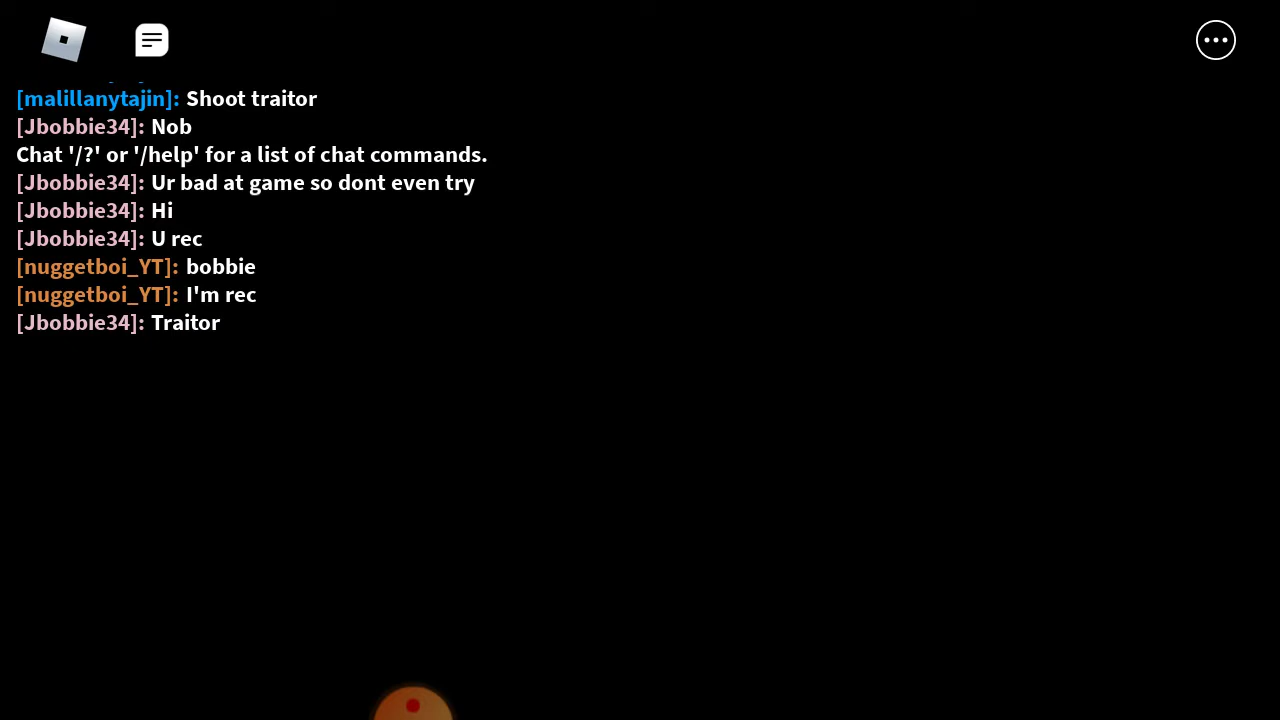 [malillanytajin]: Shoot traitor
[Jbobbie34]: Nob
Chat '/?' or '/help' for a list of chat commands.
[Jbobbie34]: Ur bad at game so dont even try
[Jbobbie34]: Hi
[Jbobbie34]: U rec
[nuggetboi_YT]: bobbie
[nuggetboi_YT]: I'm rec
[Jbobbie34]: Traitor